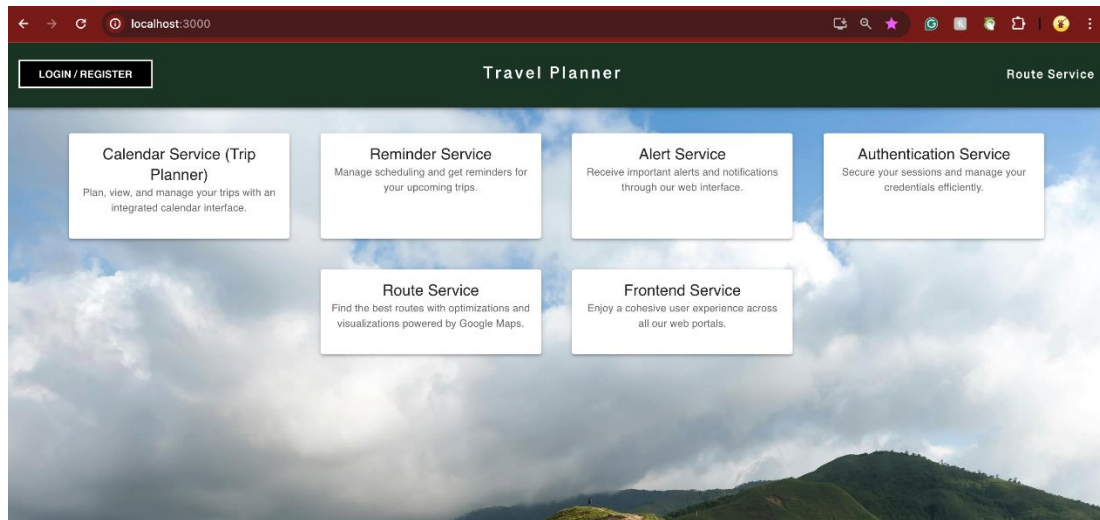 localhost:3000
LOGIN / REGISTER
Travel Planner
Route Service
Calendar Service (Trip
Planner)
Plan, view, and manage your trips with an
integrated calendar interface.
Reminder Service
Manage scheduling and get reminders for
your upcoming trips.
Alert Service
Receive important alerts and notifications
through our web interface.
Authentication Service
Secure your sessions and manage your
credentials efficiently.
Route Service
Find the best routes with optimizations and
visualizations powered by Google Maps.
Frontend Service
Enjoy a cohesive user experience across
all our web portals.